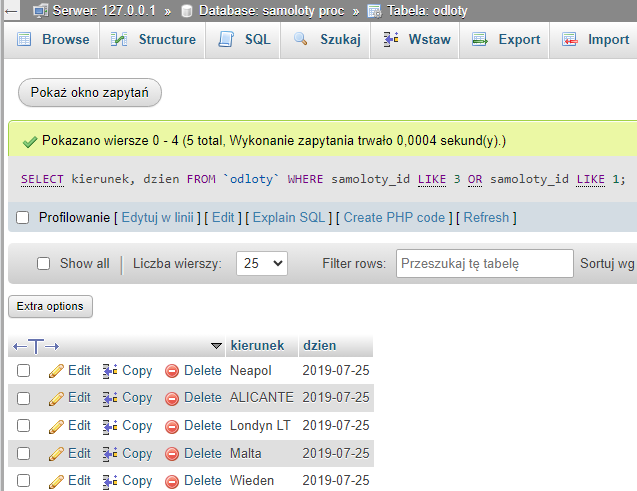 Serwer: 127.0.0.1 » Database: samoloty proc » Tabela: odloty
Browse Structure SQL Szukaj Wstaw Export Import
Pokaż okno zapytań
Pokazano wiersze 0 - 4 (5 total, Wykonanie zapytania trwało 0,0004 sekund(y).)
SELECT kierunek, dzien FROM `odloty` WHERE samoloty_id LIKE 3 OR samoloty_id LIKE 1;
Profilowanie [ Edytuj w linii ] [ Edit ] [ Explain SQL ] [ Create PHP code ] [ Refresh ]
Show all Liczba wierszy: 25 Filter rows: Przeszukaj tę tabelę Sortuj wg
Extra options
←T→ kierunek dzien
Edit Copy Delete Neapol 2019-07-25
Edit Copy Delete ALICANTE 2019-07-25
Edit Copy Delete Londyn LT 2019-07-25
Edit Copy Delete Malta 2019-07-25
Edit Copy Delete Wieden 2019-07-25